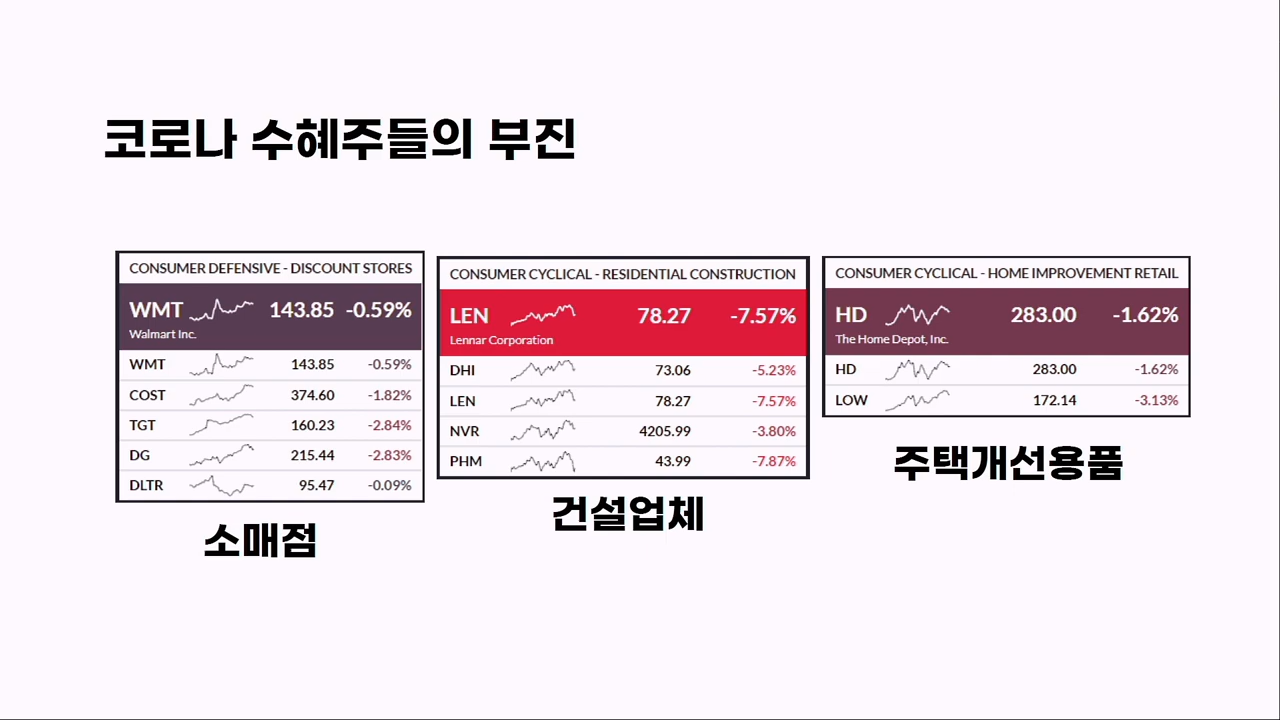 코로나 수혜주들의 부진
CONSUMER DEFENSIVE - DISCOUNT STORES
WMT 143.85 -0.59%
Walmart Inc.
WMT 143.85 -0.59%
COST 374.60 -1.82%
TGT 160.23 -2.84%
DG 215.44 -2.83%
DLTR 95.47 -0.09%
소매점
CONSUMER CYCLICAL - RESIDENTIAL CONSTRUCTION
LEN 78.27 -7.57%
Lennar Corporation
DHI 73.06 -5.23%
LEN 78.27 -7.57%
NVR 4205.99 -3.80%
PHM 43.99 -7.87%
건설업체
CONSUMER CYCLICAL - HOME IMPROVEMENT RETAIL
HD 283.00 -1.62%
The Home Depot, Inc.
HD 283.00 -1.62%
LOW 172.14 -3.13%
주택개선용품